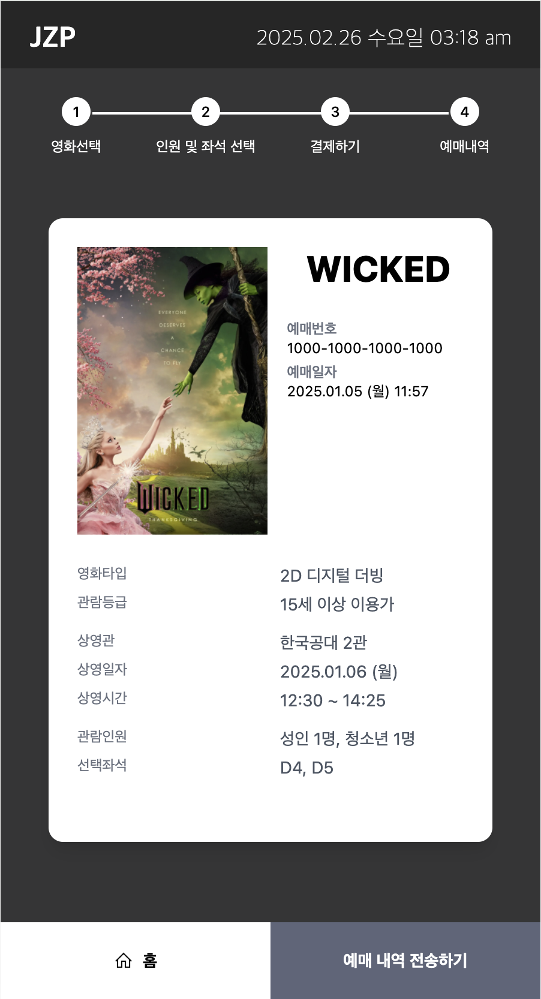 JZP
2025.02.26 수요일 03:18 am
1 2 3 4
영화선택 인원 및 좌석 선택 결제하기 예매내역
WICKED
EVERYONE
DESERVES
A
CHANCE
TO FLY
WICKED
THANKSGIVING
예매번호
1000-1000-1000-1000
예매일자
2025.01.05 (월) 11:57
영화타입 2D 디지털 더빙
관람등급 15세 이상 이용가
상영관 한국공대 2관
상영일자 2025.01.06 (월)
상영시간 12:30 ~ 14:25
관람인원 성인 1명, 청소년 1명
선택좌석 D4, D5
홈 예매 내역 전송하기